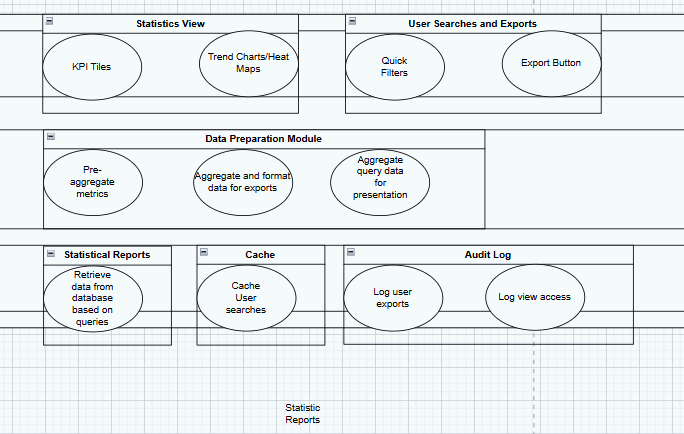 Statistics View
User Searches and Exports
KPI Tiles
Trend Charts/Heat
Maps
Quick
Filters
Export Button
Data Preparation Module
Pre-
aggregate
metrics
Aggregate and format
data for exports
Aggregate
query data
for
presentation
Statistical Reports
Cache
Audit Log
Retrieve
data from
database
based on
queries
Cache
User
searches
Log user
exports
Log view access
Statistic
Reports